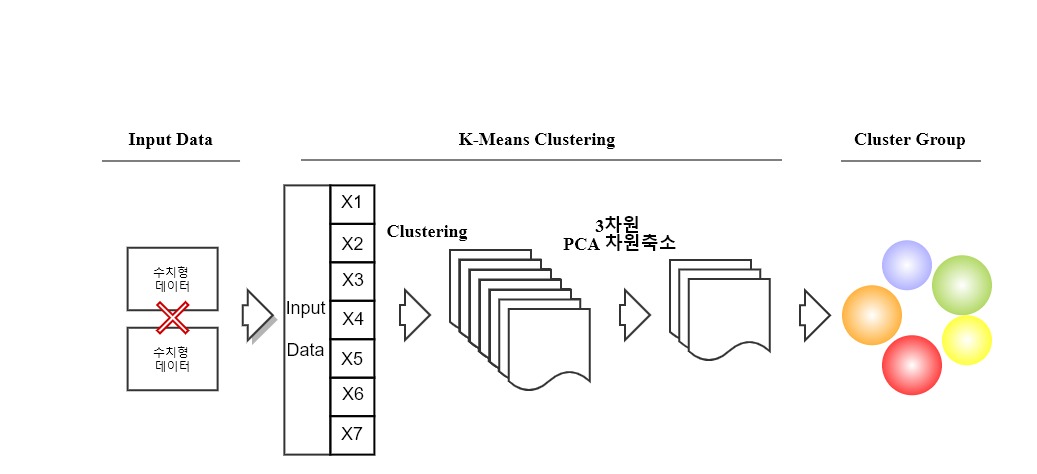 Input Data
K-Means Clustering
Cluster Group
수치형
데이터
수치형
데이터
Input
Data
X1
X2
X3
X4
X5
X6
X7
Clustering
3차원
PCA 차원축소